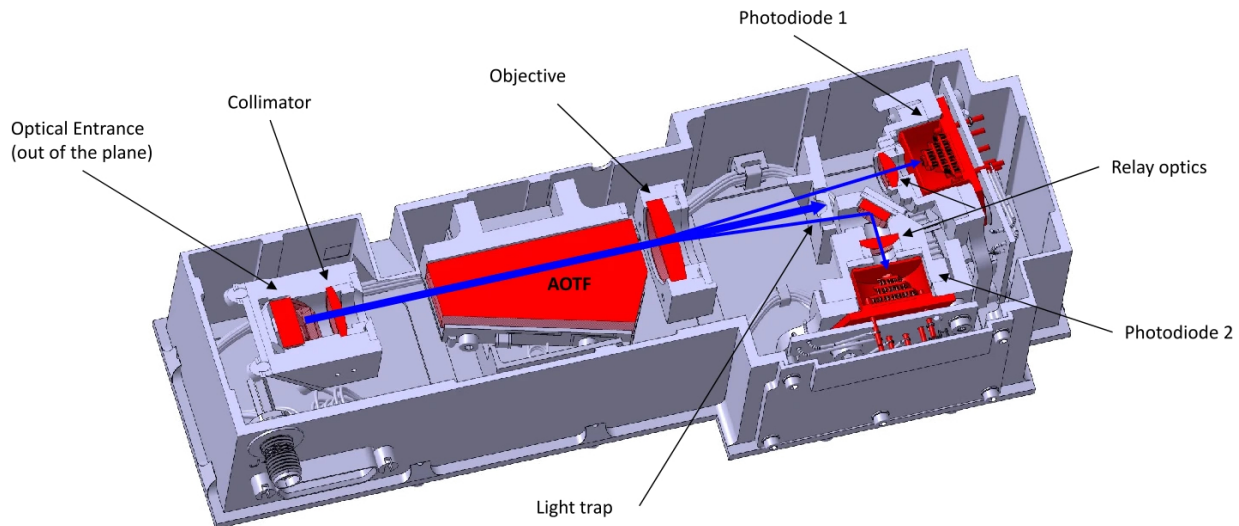 Photodiode 1
Objective
Collimator
Optical Entrance
(out of the plane)
Relay optics
AOTF
Photodiode 2
Light trap